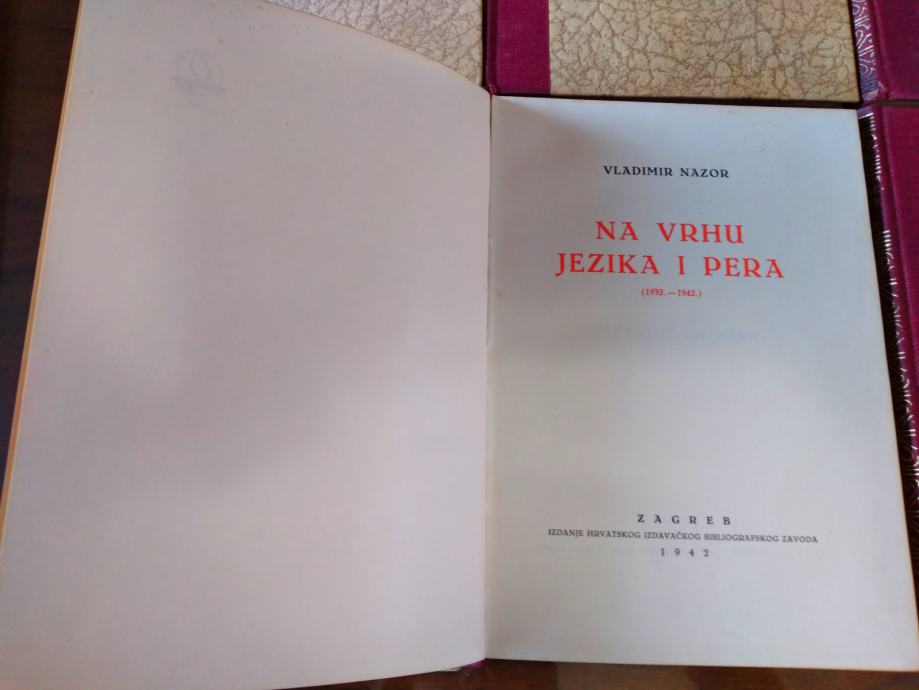 VLADIMIR NAZOR
NA VRHU
JEZIKA I PERA
(1932.—1942.)
ZAGREB
IZDANJE HRVATSKOG IZDAVAČKOG BIBLIOGRAFSKOG ZAVODA
1942